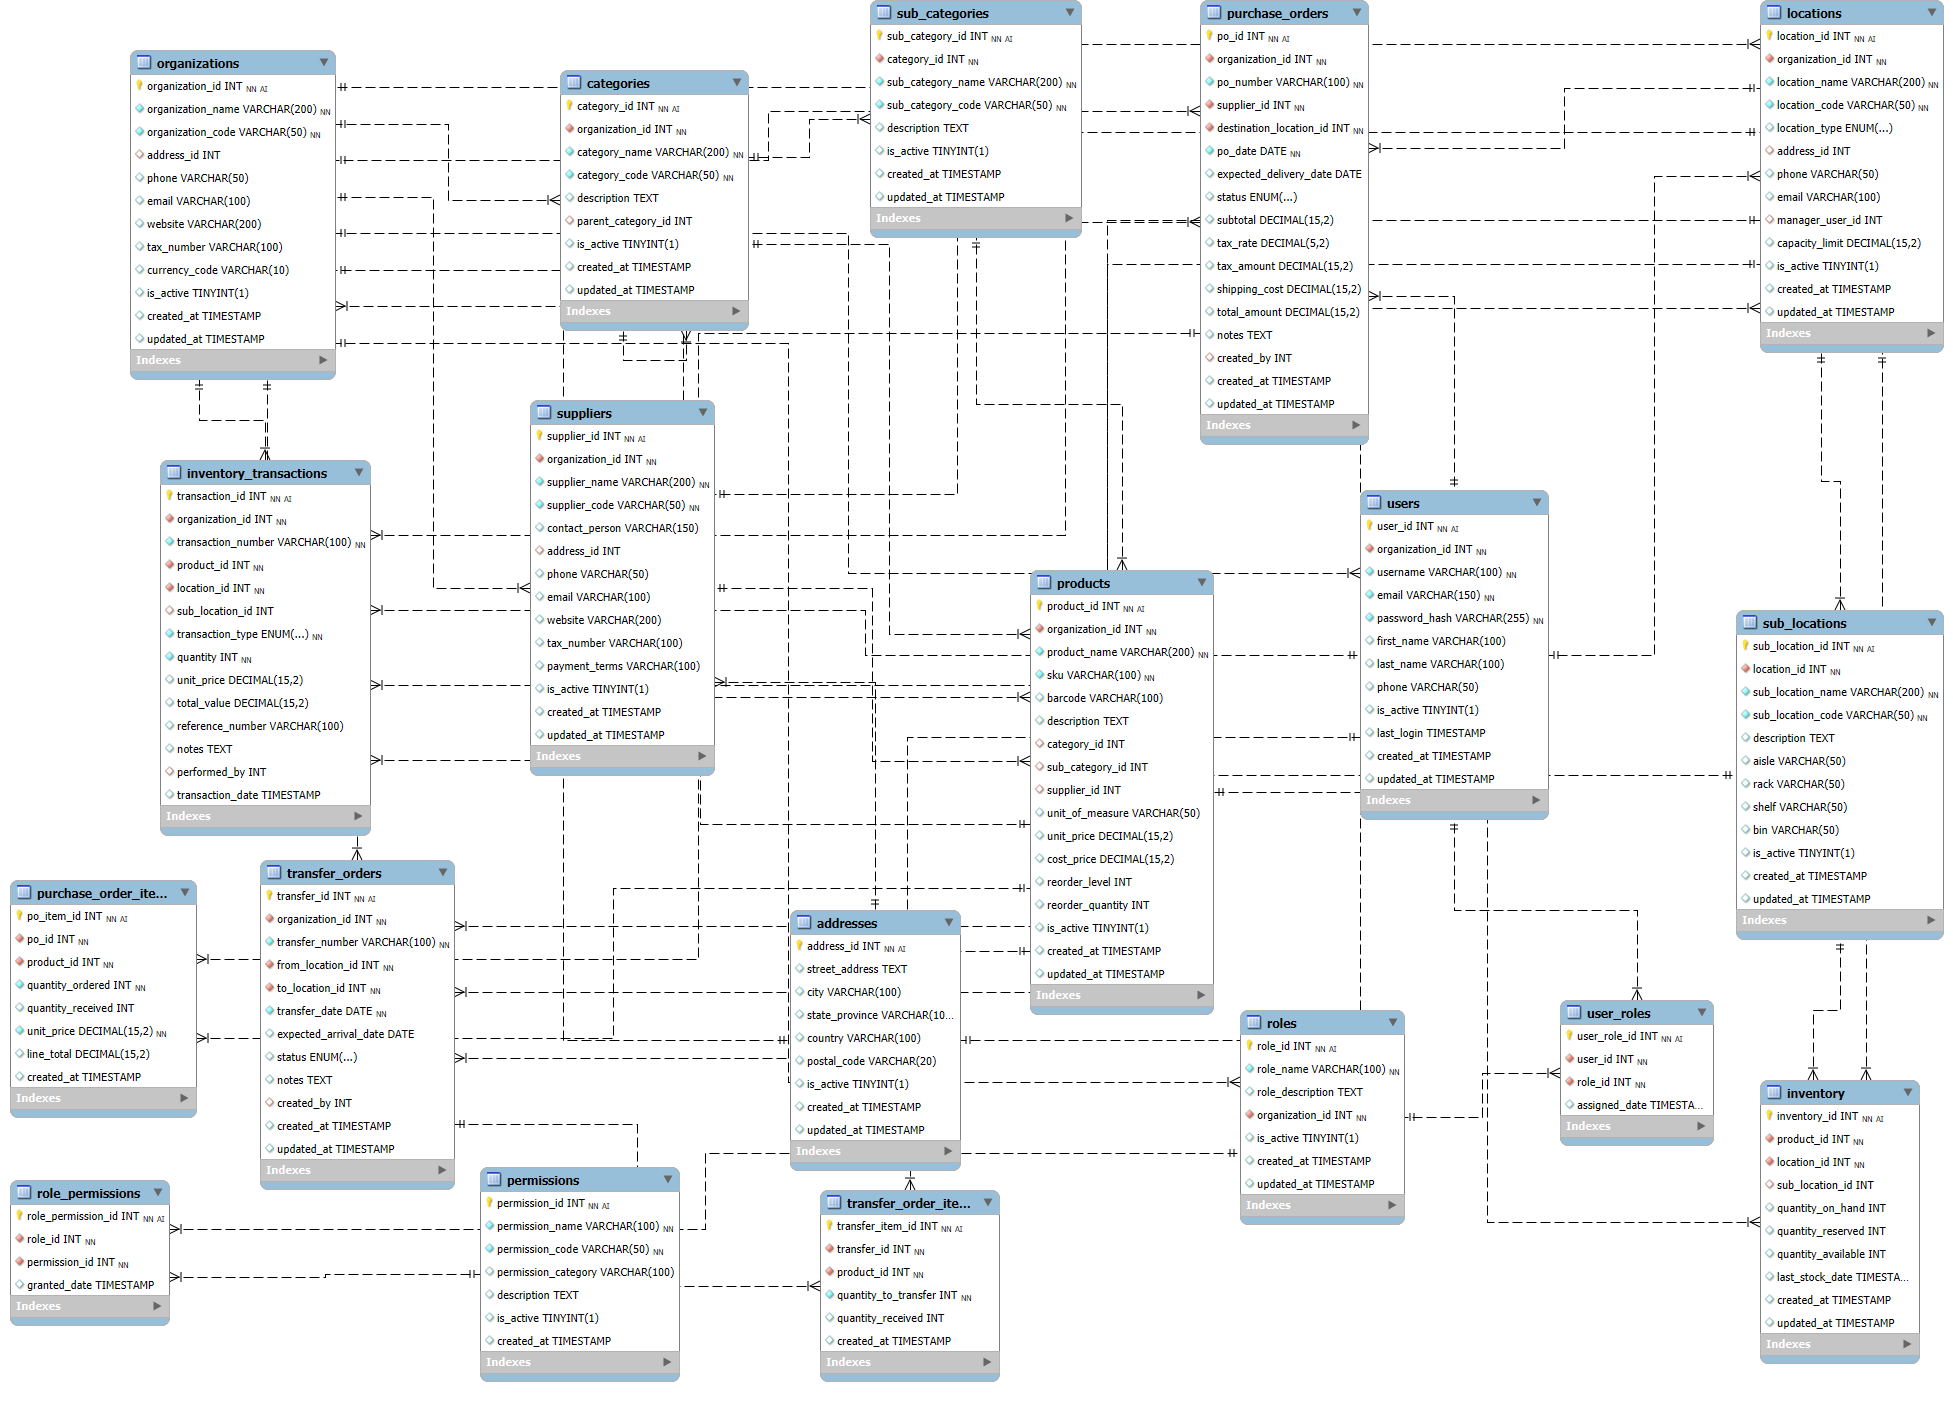 organizations
organization_id INT NN AI
organization_name VARCHAR(200) NN
organization_code VARCHAR(50) NN
address_id INT
phone VARCHAR(50)
email VARCHAR(100)
website VARCHAR(200)
tax_number VARCHAR(100)
currency_code VARCHAR(10)
is_active TINYINT(1)
created_at TIMESTAMP
updated_at TIMESTAMP
Indexes
categories
category_id INT NN AI
organization_id INT NN
category_name VARCHAR(200) NN
category_code VARCHAR(50) NN
description TEXT
parent_category_id INT
is_active TINYINT(1)
created_at TIMESTAMP
updated_at TIMESTAMP
Indexes
sub_categories
sub_category_id INT NN AI
category_id INT NN
sub_category_name VARCHAR(200) NN
sub_category_code VARCHAR(50) NN
description TEXT
is_active TINYINT(1)
created_at TIMESTAMP
updated_at TIMESTAMP
Indexes
purchase_orders
po_id INT NN AI
organization_id INT NN
po_number VARCHAR(100) NN
supplier_id INT NN
destination_location_id INT NN
po_date DATE NN
expected_delivery_date DATE
status ENUM(...)
subtotal DECIMAL(15,2)
tax_rate DECIMAL(5,2)
tax_amount DECIMAL(15,2)
shipping_cost DECIMAL(15,2)
total_amount DECIMAL(15,2)
notes TEXT
created_by INT
created_at TIMESTAMP
updated_at TIMESTAMP
Indexes
locations
location_id INT NN AI
organization_id INT NN
location_name VARCHAR(200) NN
location_code VARCHAR(50) NN
location_type ENUM(...)
address_id INT
phone VARCHAR(50)
email VARCHAR(100)
manager_user_id INT
capacity_limit DECIMAL(15,2)
is_active TINYINT(1)
created_at TIMESTAMP
updated_at TIMESTAMP
Indexes
inventory_transactions
transaction_id INT NN AI
organization_id INT NN
transaction_number VARCHAR(100) NN
product_id INT NN
location_id INT NN
sub_location_id INT
transaction_type ENUM(...) NN
quantity INT NN
unit_price DECIMAL(15,2)
total_value DECIMAL(15,2)
reference_number VARCHAR(100)
notes TEXT
performed_by INT
transaction_date TIMESTAMP
Indexes
suppliers
supplier_id INT NN AI
organization_id INT NN
supplier_name VARCHAR(200) NN
supplier_code VARCHAR(50) NN
contact_person VARCHAR(150)
address_id INT
phone VARCHAR(50)
email VARCHAR(100)
website VARCHAR(200)
tax_number VARCHAR(100)
payment_terms VARCHAR(100)
is_active TINYINT(1)
created_at TIMESTAMP
updated_at TIMESTAMP
Indexes
products
product_id INT NN AI
organization_id INT NN
product_name VARCHAR(200) NN
sku VARCHAR(100) NN
barcode VARCHAR(100)
description TEXT
category_id INT
sub_category_id INT
supplier_id INT
unit_of_measure VARCHAR(50)
unit_price DECIMAL(15,2)
cost_price DECIMAL(15,2)
reorder_level INT
reorder_quantity INT
is_active TINYINT(1)
created_at TIMESTAMP
updated_at TIMESTAMP
Indexes
users
user_id INT NN AI
organization_id INT NN
username VARCHAR(100) NN
email VARCHAR(150) NN
password_hash VARCHAR(255) NN
first_name VARCHAR(100)
last_name VARCHAR(100)
phone VARCHAR(50)
is_active TINYINT(1)
last_login TIMESTAMP
created_at TIMESTAMP
updated_at TIMESTAMP
Indexes
sub_locations
sub_location_id INT NN AI
location_id INT NN
sub_location_name VARCHAR(200) NN
sub_location_code VARCHAR(50) NN
description TEXT
aisle VARCHAR(50)
rack VARCHAR(50)
shelf VARCHAR(50)
bin VARCHAR(50)
is_active TINYINT(1)
created_at TIMESTAMP
updated_at TIMESTAMP
Indexes
purchase_order_ite...
po_item_id INT NN AI
po_id INT NN
product_id INT NN
quantity_ordered INT NN
quantity_received INT
unit_price DECIMAL(15,2) NN
line_total DECIMAL(15,2)
created_at TIMESTAMP
Indexes
transfer_orders
transfer_id INT NN AI
organization_id INT NN
transfer_number VARCHAR(100) NN
from_location_id INT NN
to_location_id INT NN
transfer_date DATE NN
expected_arrival_date DATE
status ENUM(...)
notes TEXT
created_by INT
created_at TIMESTAMP
updated_at TIMESTAMP
Indexes
addresses
address_id INT NN AI
street_address TEXT
city VARCHAR(100)
state_province VARCHAR(10...
country VARCHAR(100)
postal_code VARCHAR(20)
is_active TINYINT(1)
created_at TIMESTAMP
updated_at TIMESTAMP
Indexes
roles
role_id INT NN AI
role_name VARCHAR(100) NN
role_description TEXT
organization_id INT NN
is_active TINYINT(1)
created_at TIMESTAMP
updated_at TIMESTAMP
Indexes
user_roles
user_role_id INT NN AI
user_id INT NN
role_id INT NN
assigned_date TIMESTA...
Indexes
inventory
inventory_id INT NN AI
product_id INT NN
location_id INT NN
sub_location_id INT
quantity_on_hand INT
quantity_reserved INT
quantity_available INT
last_stock_date TIMESTA...
created_at TIMESTAMP
updated_at TIMESTAMP
Indexes
role_permissions
role_permission_id INT NN AI
role_id INT NN
permission_id INT NN
granted_date TIMESTAMP
Indexes
permissions
permission_id INT NN AI
permission_name VARCHAR(100) NN
permission_code VARCHAR(50) NN
permission_category VARCHAR(100)
description TEXT
is_active TINYINT(1)
created_at TIMESTAMP
Indexes
transfer_order_ite...
transfer_item_id INT NN AI
transfer_id INT NN
product_id INT NN
quantity_to_transfer INT NN
quantity_received INT
created_at TIMESTAMP
Indexes